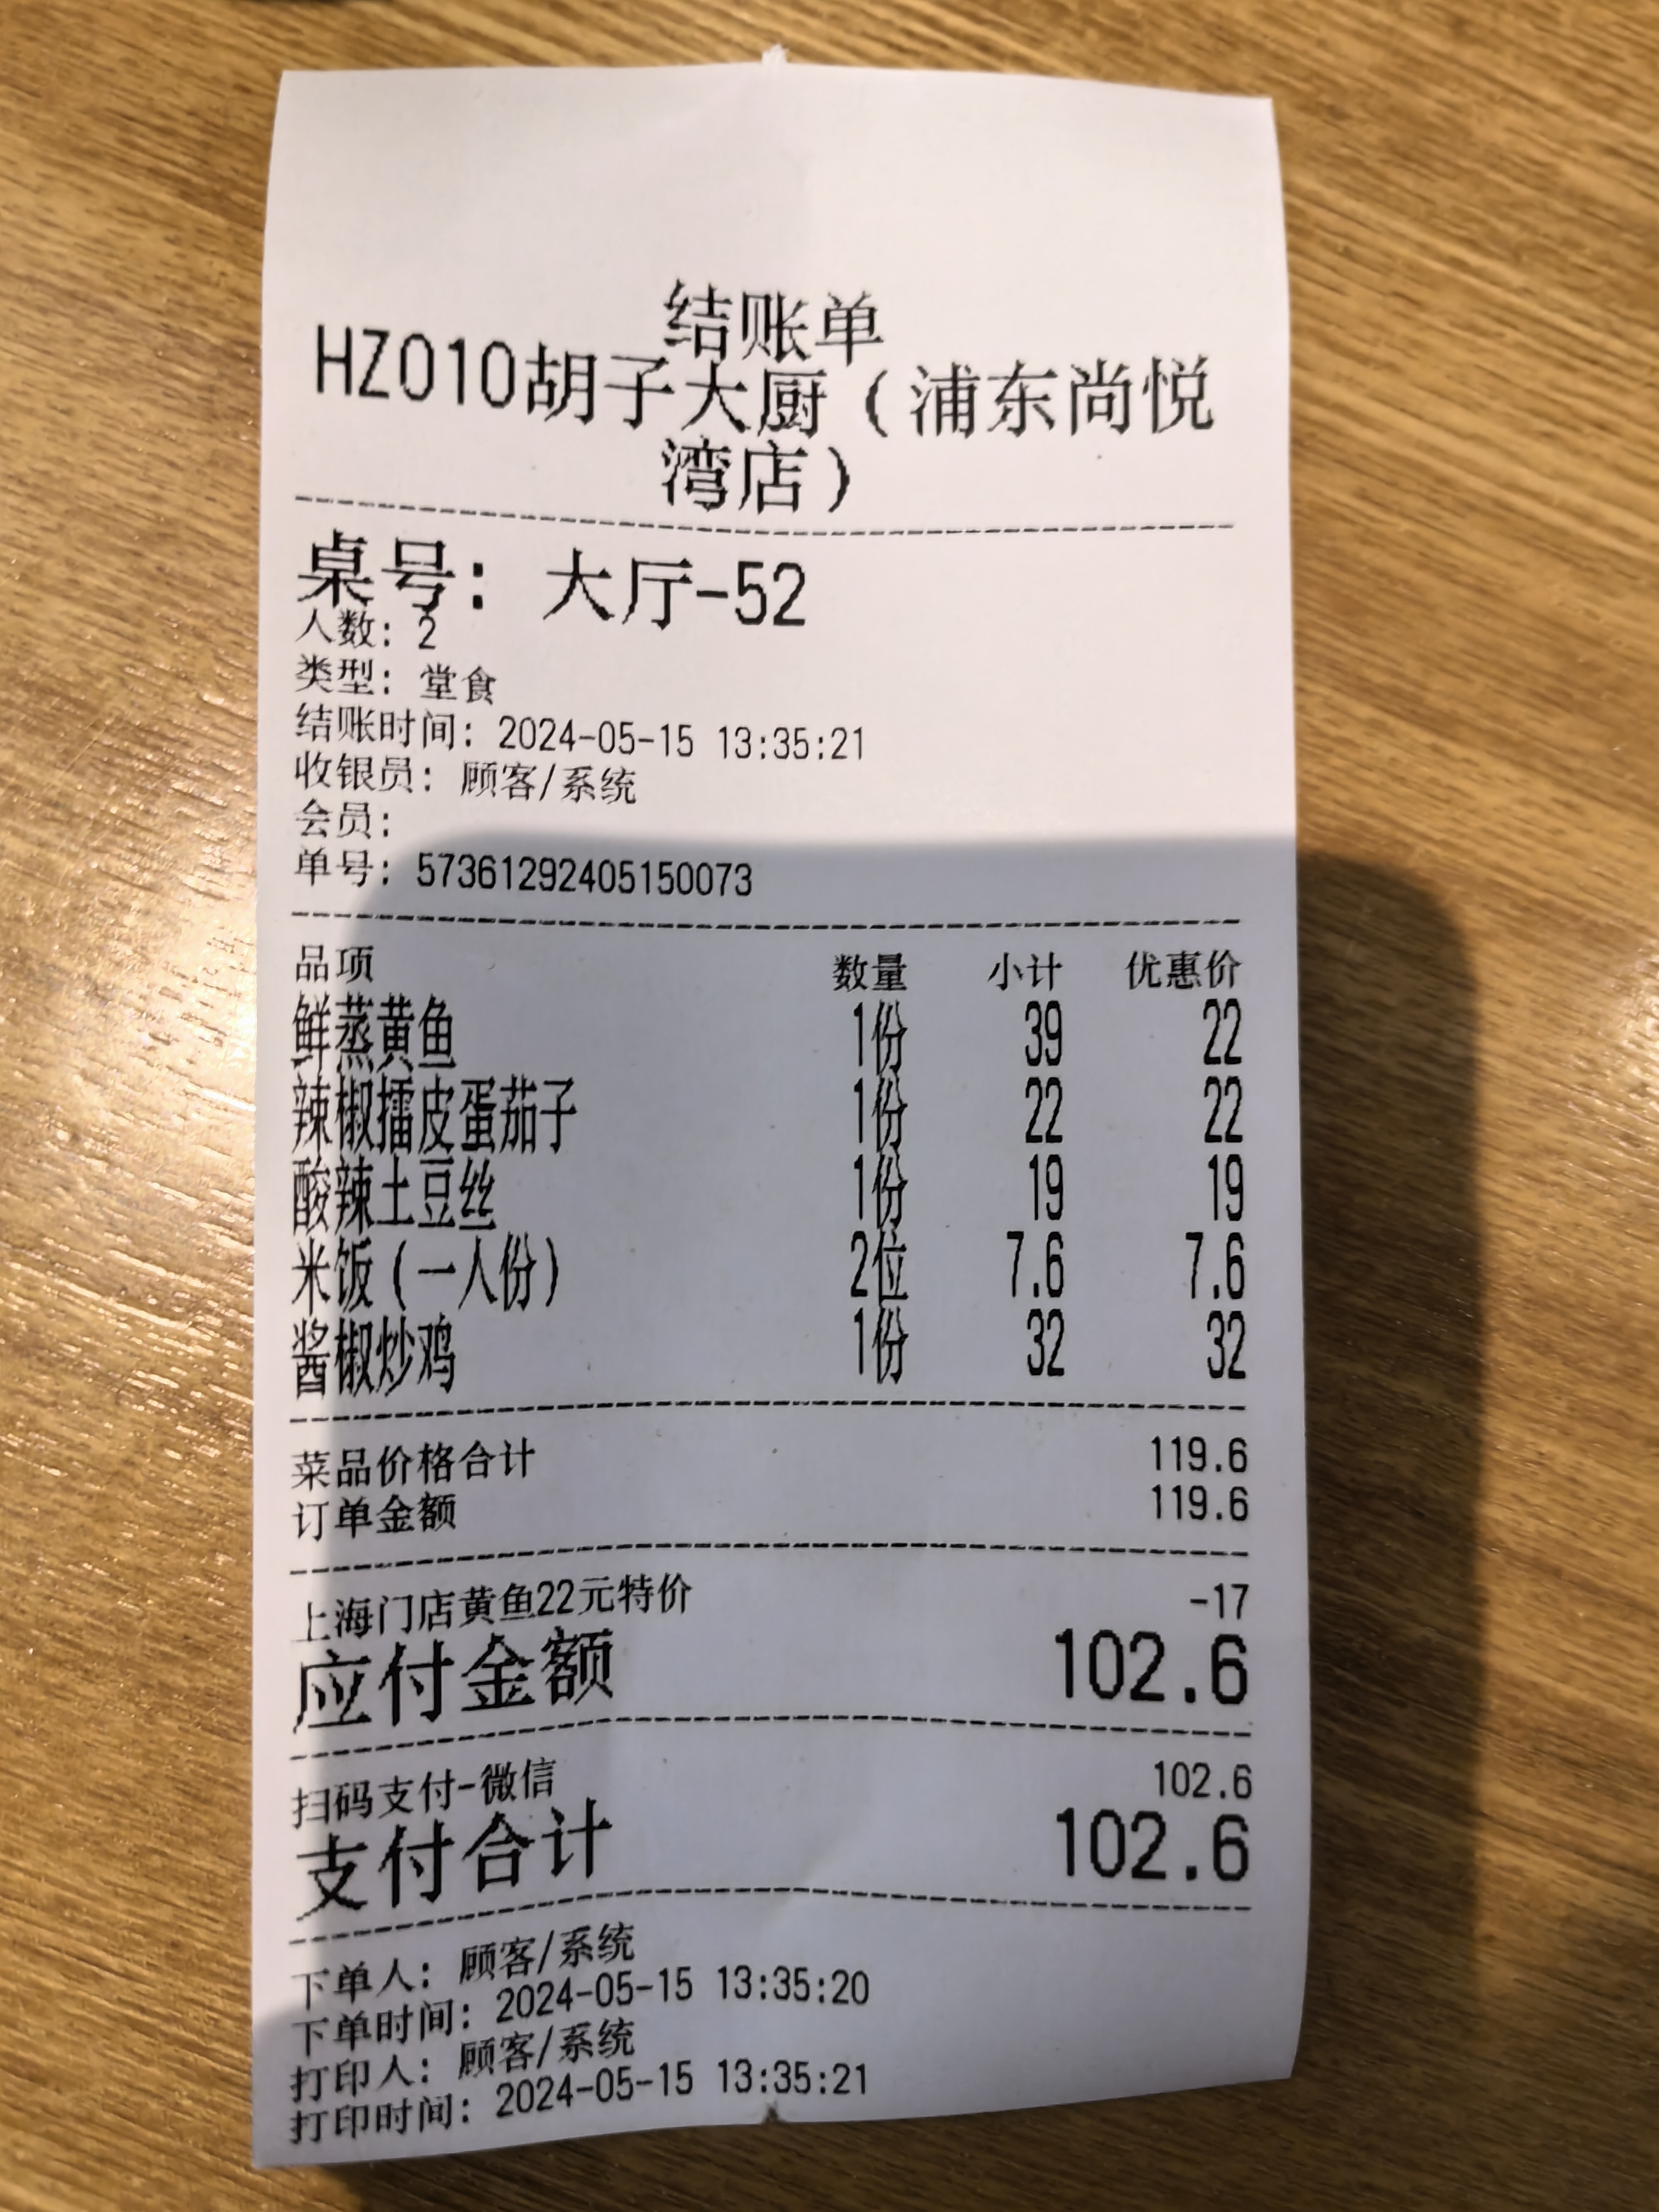 结账单
HZ010胡子大厨（浦东尚悦
湾店）
桌号： 大厅-52
人数： 2
类型： 堂食
结账时间： 2024-05-15 13:35:21
收银员： 顾客/系统
会员：
单号： 57361292405150073
品项 数量 小计 优惠价
鲜蒸黄鱼 1份 39 22
辣椒擂皮蛋茄子 1份 22 22
酸辣土豆丝 1份 19 19
米饭（一人份） 2位 7.6 7.6
酱椒炒鸡 1份 32 32
菜品价格合计 119.6
订单金额 119.6
上海门店黄鱼22元特价 -17
应付金额 102.6
扫码支付-微信 102.6
支付合计 102.6
下单人： 顾客/系统
下单时间： 2024-05-15 13:35:20
打印人： 顾客/系统
打印时间： 2024-05-15 13:35:21